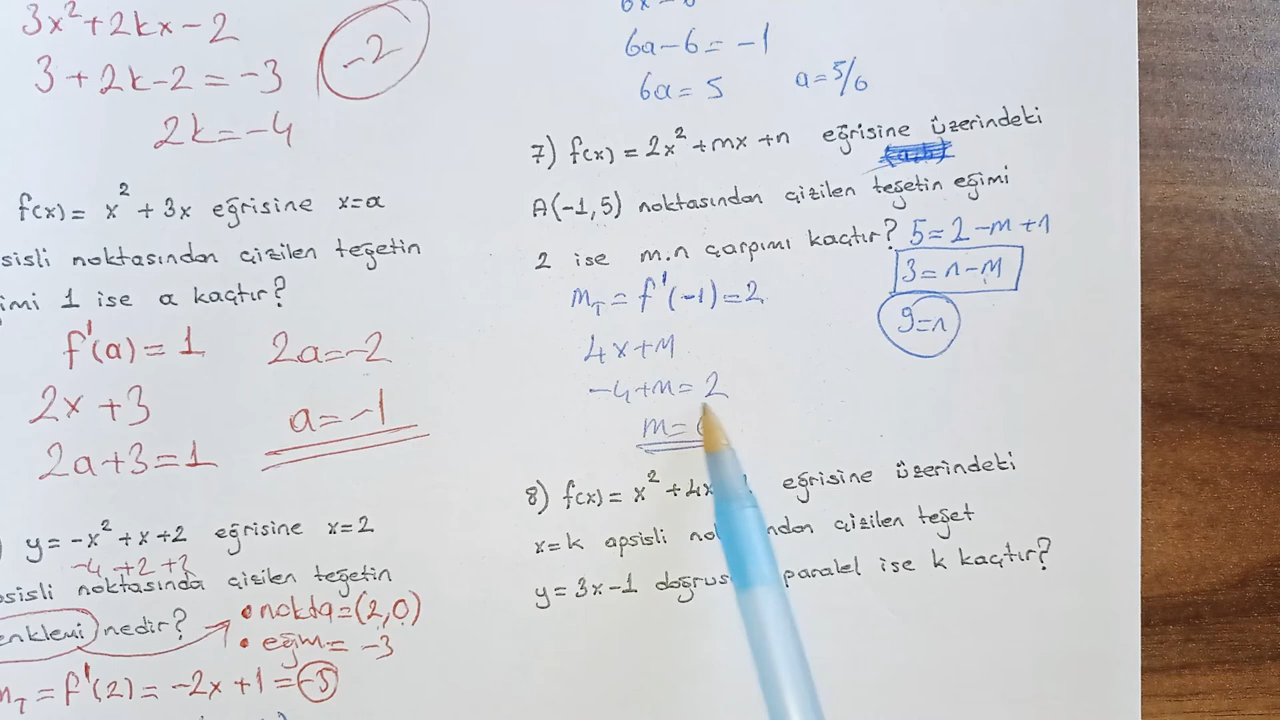 3x²+2kx-2
3+2k-2=-3
2k=-4
-2
f(x)= x² + 3x eğrisine x=a
sisli noktasından çizilen teğetin
imi 1 ise a kaçtır?
f'(a)=1 2a=-2
2x+3
a=-1
2a+3=1
y=-x²+x+2 eğrisine x=2
-4+2+2
sisli noktasında çizilen teğetin
enklemi nedir?
• nokta=(2,0)
• eğim=-3
m_T=f'(2)=-2x+1=-3
6a-6=-1
6a=5 a=5/6
7) f(x)=2x²+mx+n eğrisine üzerindeki
A(-1,5) noktasından çizilen teğetin eğimi
2 ise m.n çarpımı kaçtır? 5=2-m+n
3=n-m
9=n
m_T=f'(-1)=2
4x+m
-4+m=2
m=
8) f(x)=x²+4x eğrisine üzerindeki
x=k apsisli ndan çizilen teğet
y=3x-1 paralel ise k kaçtır?